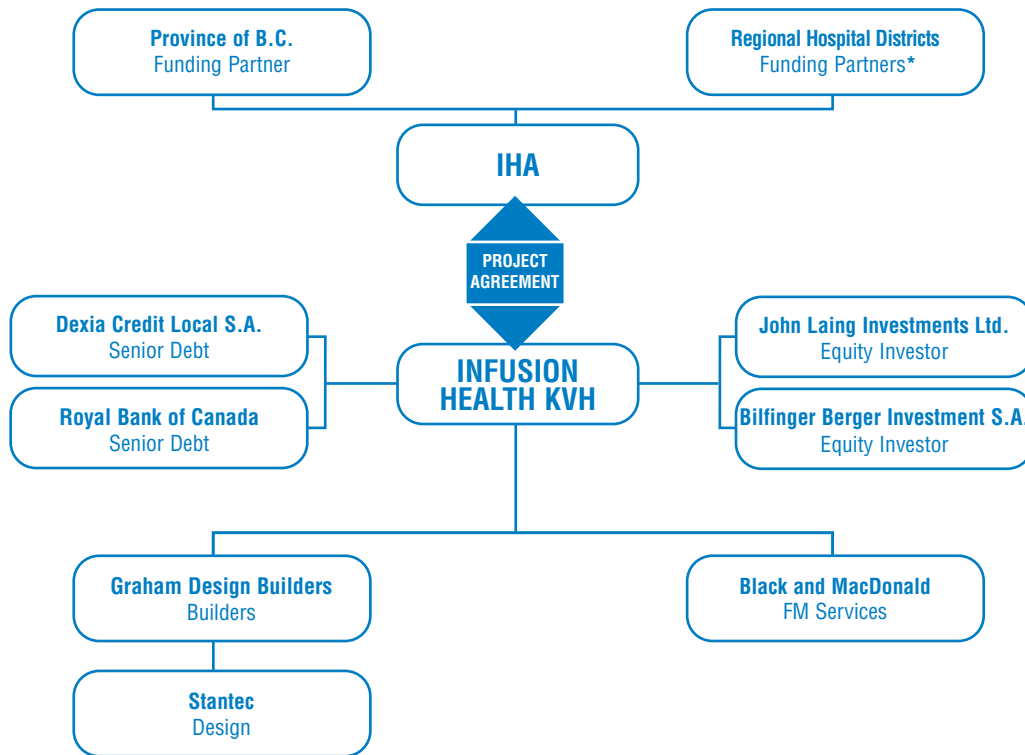 Province of B.C.
Funding Partner
Regional Hospital Districts
Funding Partners*
IHA
PROJECT
AGREEMENT
Dexia Credit Local S.A.
Senior Debt
John Laing Investments Ltd.
Equity Investor
INFUSION
HEALTH KVH
Royal Bank of Canada
Senior Debt
Bilfinger Berger Investment S.A.
Equity Investor
Graham Design Builders
Builders
Black and MacDonald
FM Services
Stantec
Design